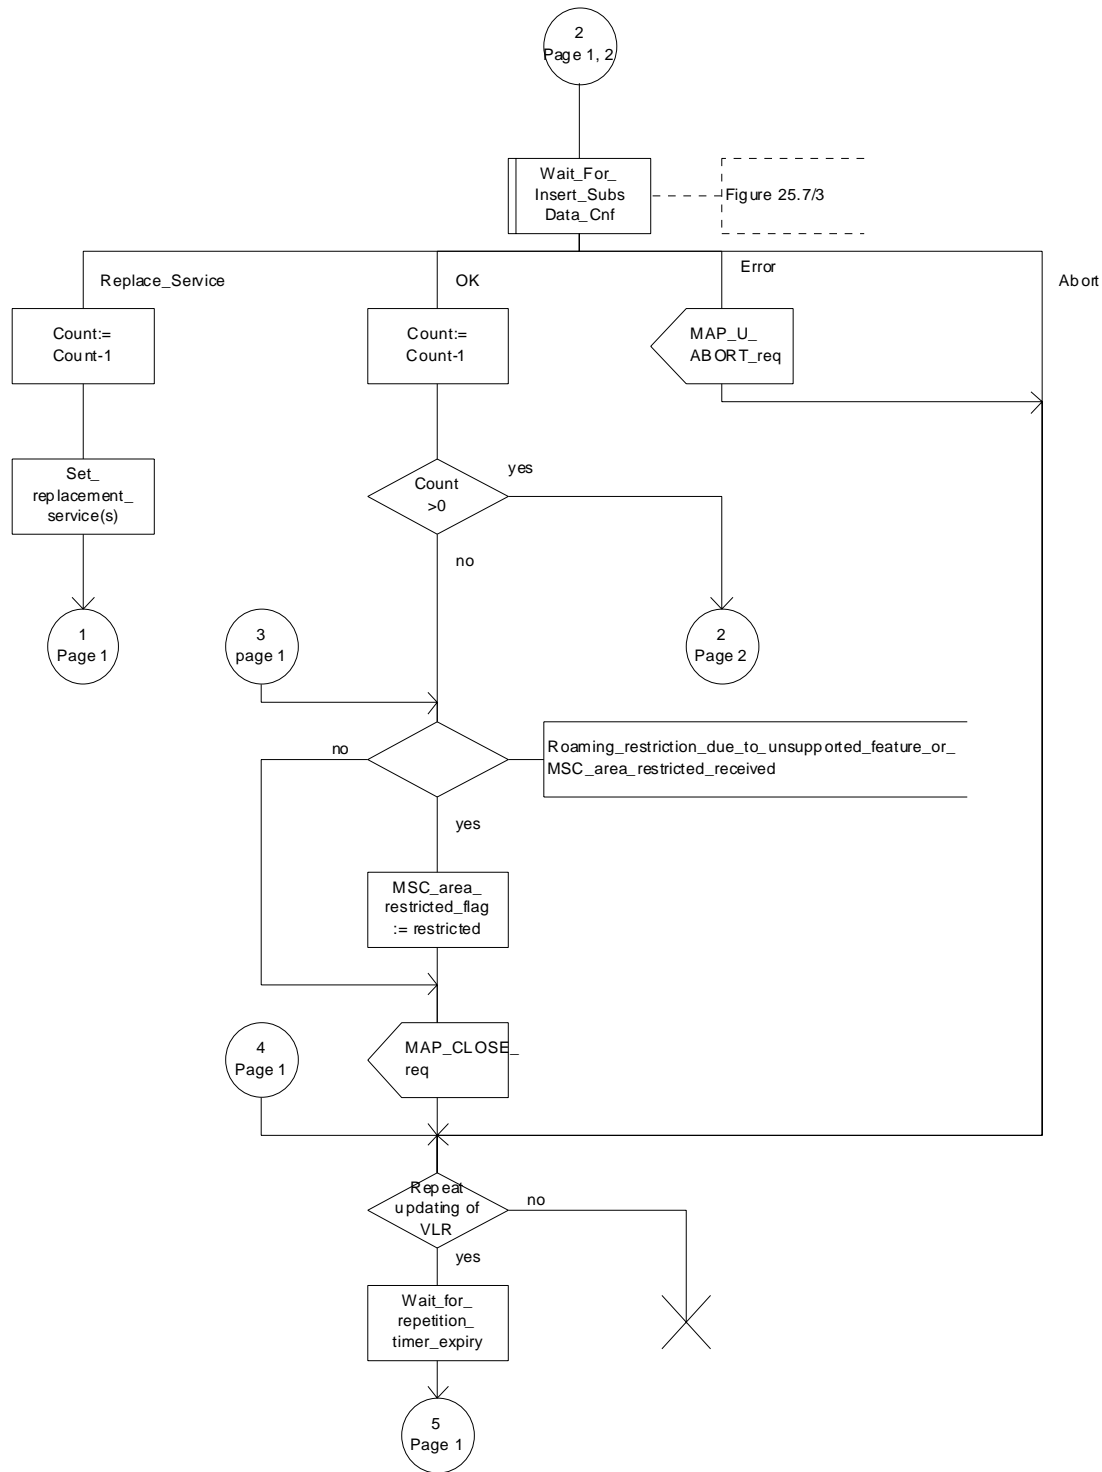 2
Page 1, 2
Wait_For_
Insert_Subs
Data_Cnf
Figure 25.7/3
Replace_Service
OK
Error
Abort
Count:=
Count-1
Count:=
Count-1
MAP_U_
ABORT_req
Set_
replacement_
service(s)
Count
>0
yes
no
1
Page 1
3
page 1
2
Page 2
no
Roaming_restriction_due_to_unsupported_feature_or_
MSC_area_restricted_received
yes
MSC_area_
restricted_flag
:= restricted
4
Page 1
MAP_CLOSE_
req
Repeat
updating of
VLR
no
yes
Wait_for_
repetition_
timer_expiry
5
Page 1